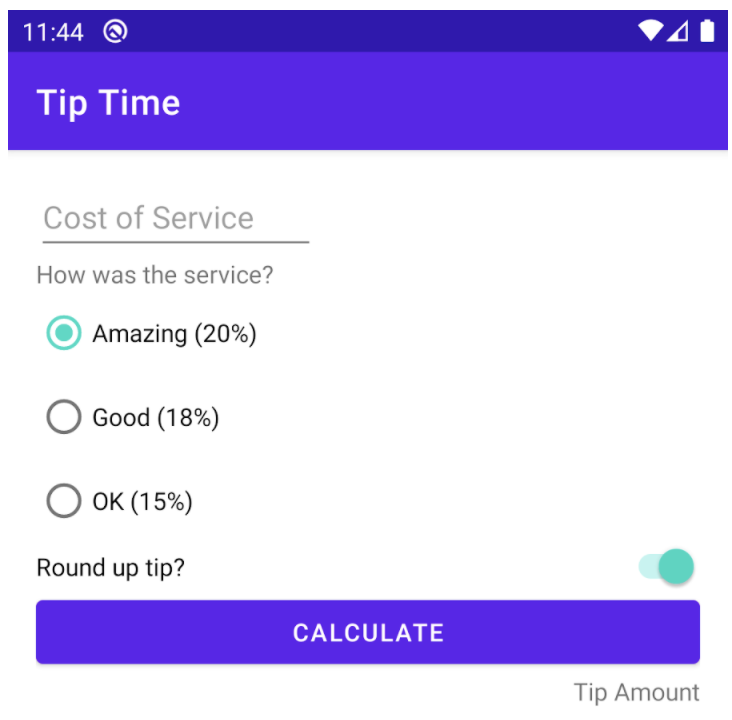 11:44
Tip Time
Cost of Service
How was the service?
Amazing (20%)
Good (18%)
OK (15%)
Round up tip?
CALCULATE
Tip Amount